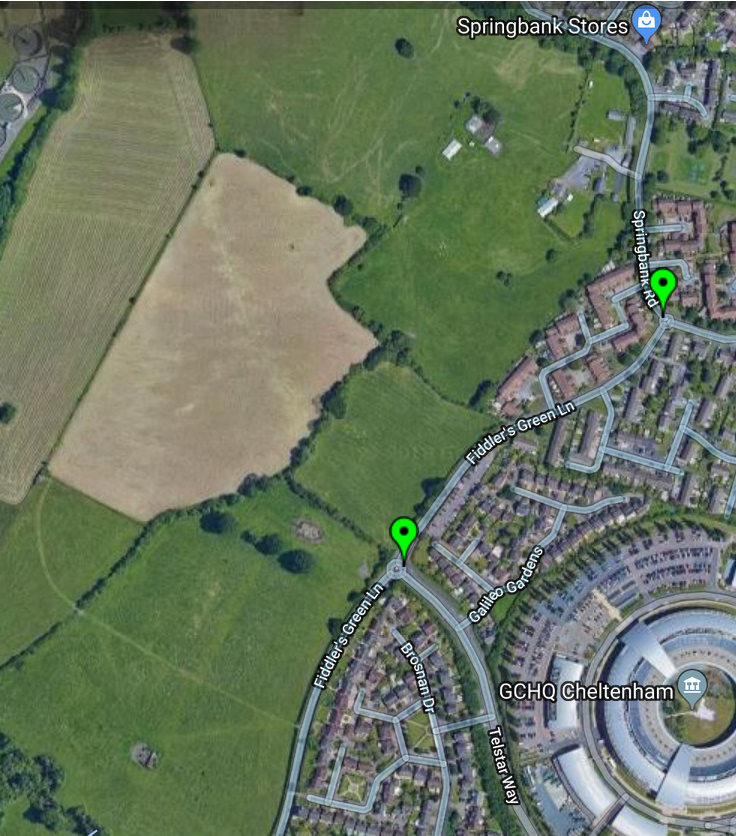 Springbank Stores
Springbank Rd
Fiddler's Green Ln
Galileo Gardens
Fiddler's Green Ln
Brosnan Dr
GCHQ Cheltenham
Telstar Way